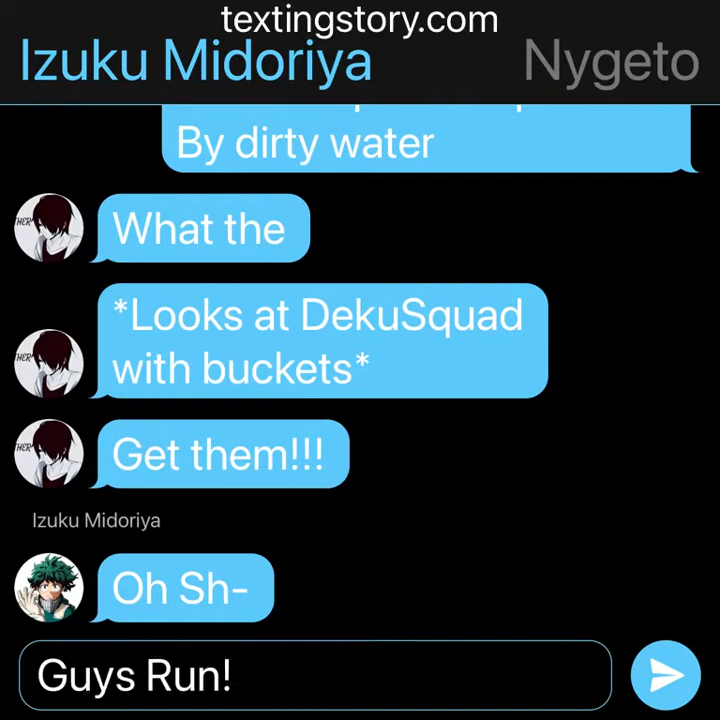 textingstory.com
Izuku Midoriya
Nygeto
By dirty water
What the
*Looks at DekuSquad
with buckets*
Get them!!!
Izuku Midoriya
Oh Sh-
Guys Run!